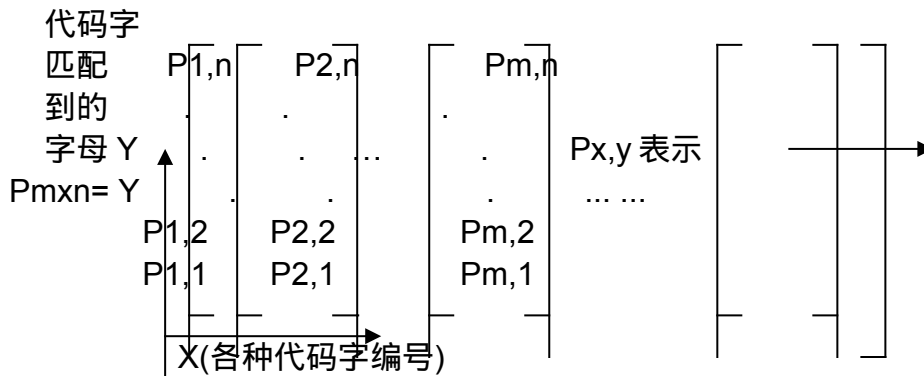 代码字
匹配 P1,n P2,n Pm,n
到的 . . .
字母 Y . . ... . Px,y 表示
Pmxn= Y . . . ... ...
P1,2 P2,2 Pm,2
P1,1 P2,1 Pm,1
X(各种代码字编号)